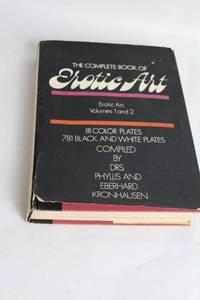 THE COMPLETE BOOK OF
Erotic Art
Erotic Art,
Volumes 1 and 2
81 COLOR PLATES
781 BLACK AND WHITE PLATES
COMPILED
BY
DRS.
PHYLLIS AND
EBERHARD
KRONHAUSEN